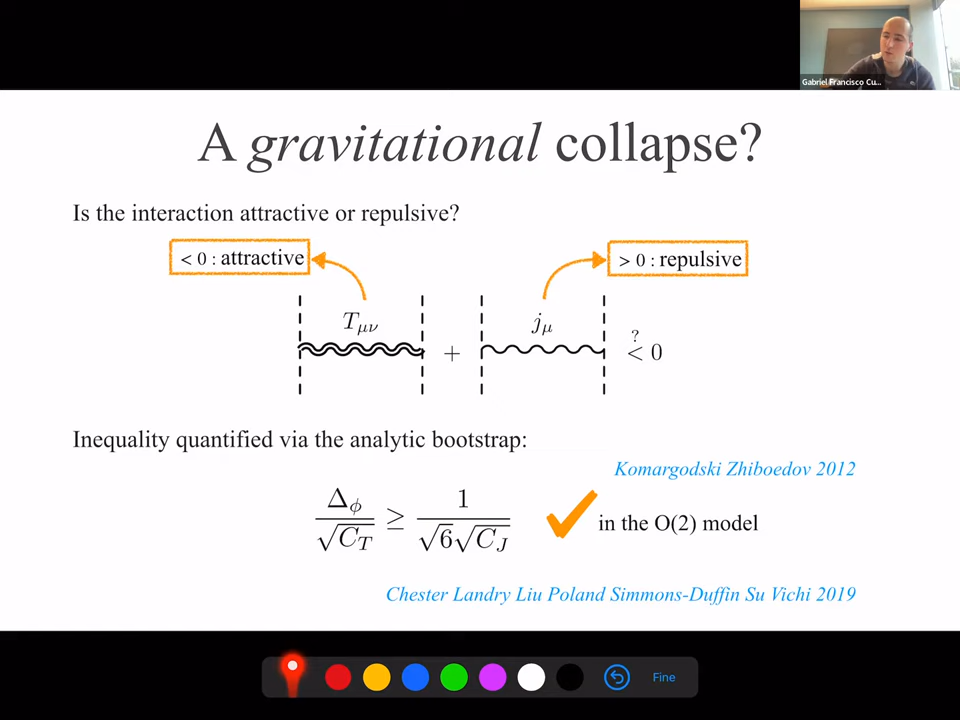 Gabriel Francisco Cu...
A gravitational collapse?
Is the interaction attractive or repulsive?
< 0 : attractive
> 0 : repulsive
T_{μν}
j_μ
+
? < 0
Inequality quantified via the analytic bootstrap:
Komargodski Zhiboedov 2012
Δ_ϕ / √C_T ≥ 1 / √6√C_J
in the O(2) model
Chester Landry Liu Poland Simmons-Duffin Su Vichi 2019
Fine